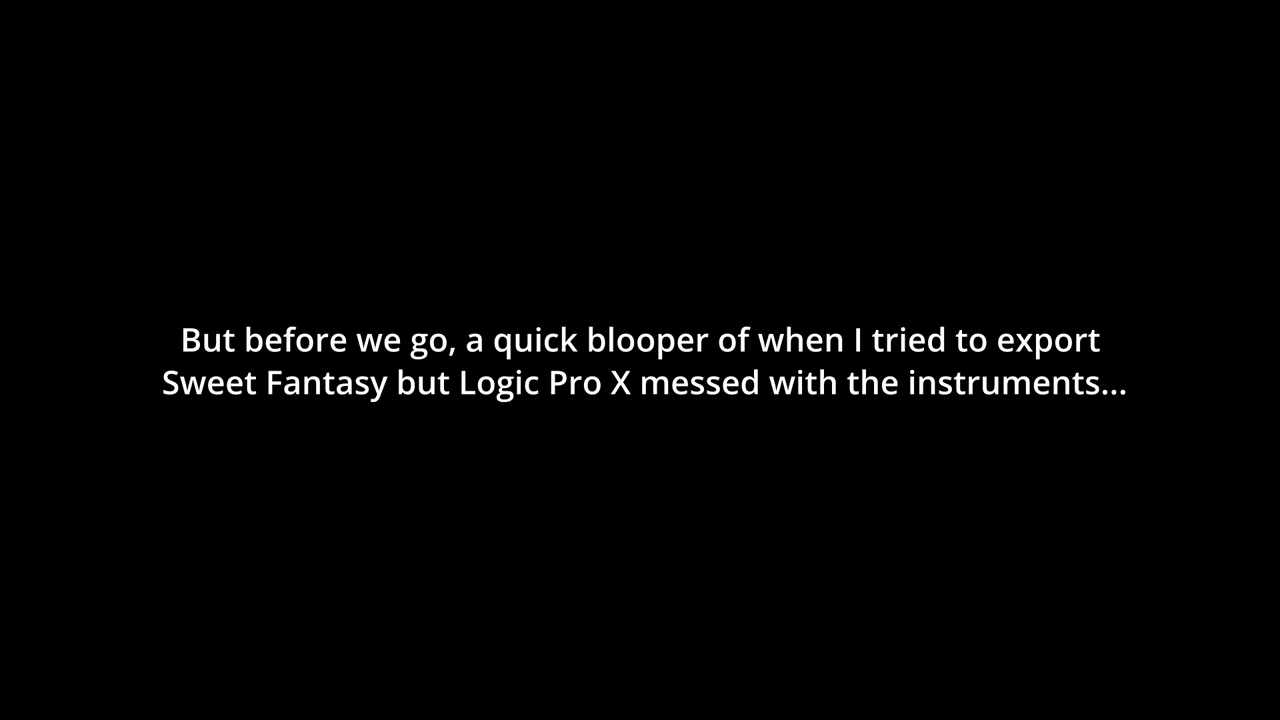 But before we go, a quick blooper of when I tried to export
Sweet Fantasy but Logic Pro X messed with the instruments...